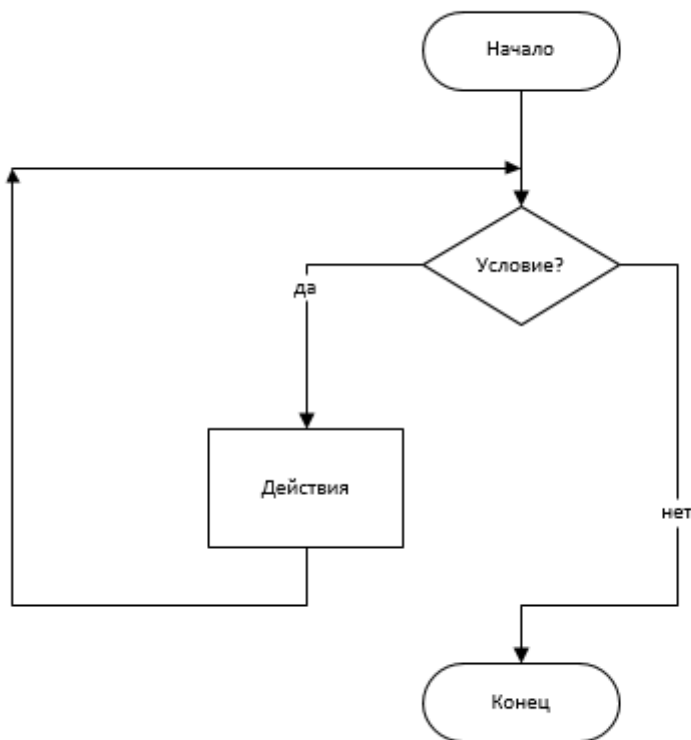 Начало
Условие?
да
Действия
нет
Конец